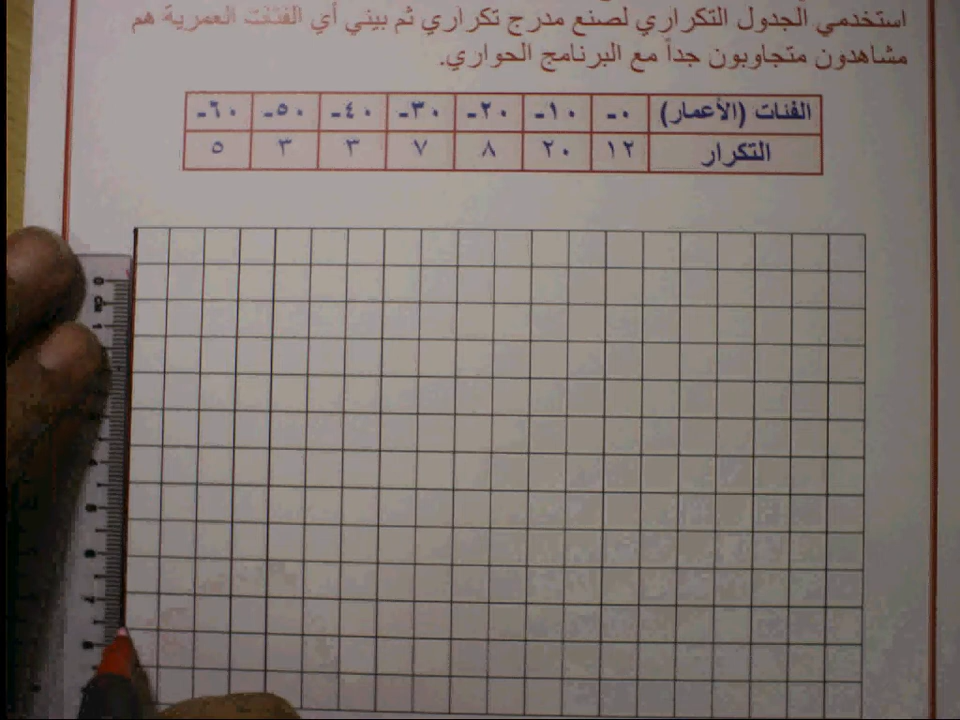 استخدمي الجدول التكراري لصنع مدرج تكراري ثم بيني أي الفئات العمرية هم
مشاهدون متجاوبون جداً مع البرنامج الحواري.
الفئات (الأعمار) ٠- ١٠- ٢٠- ٣٠- ٤٠- ٥٠- ٦٠-
التكرار ١٢ ٢٠ ٨ ٧ ٣ ٣ ٥